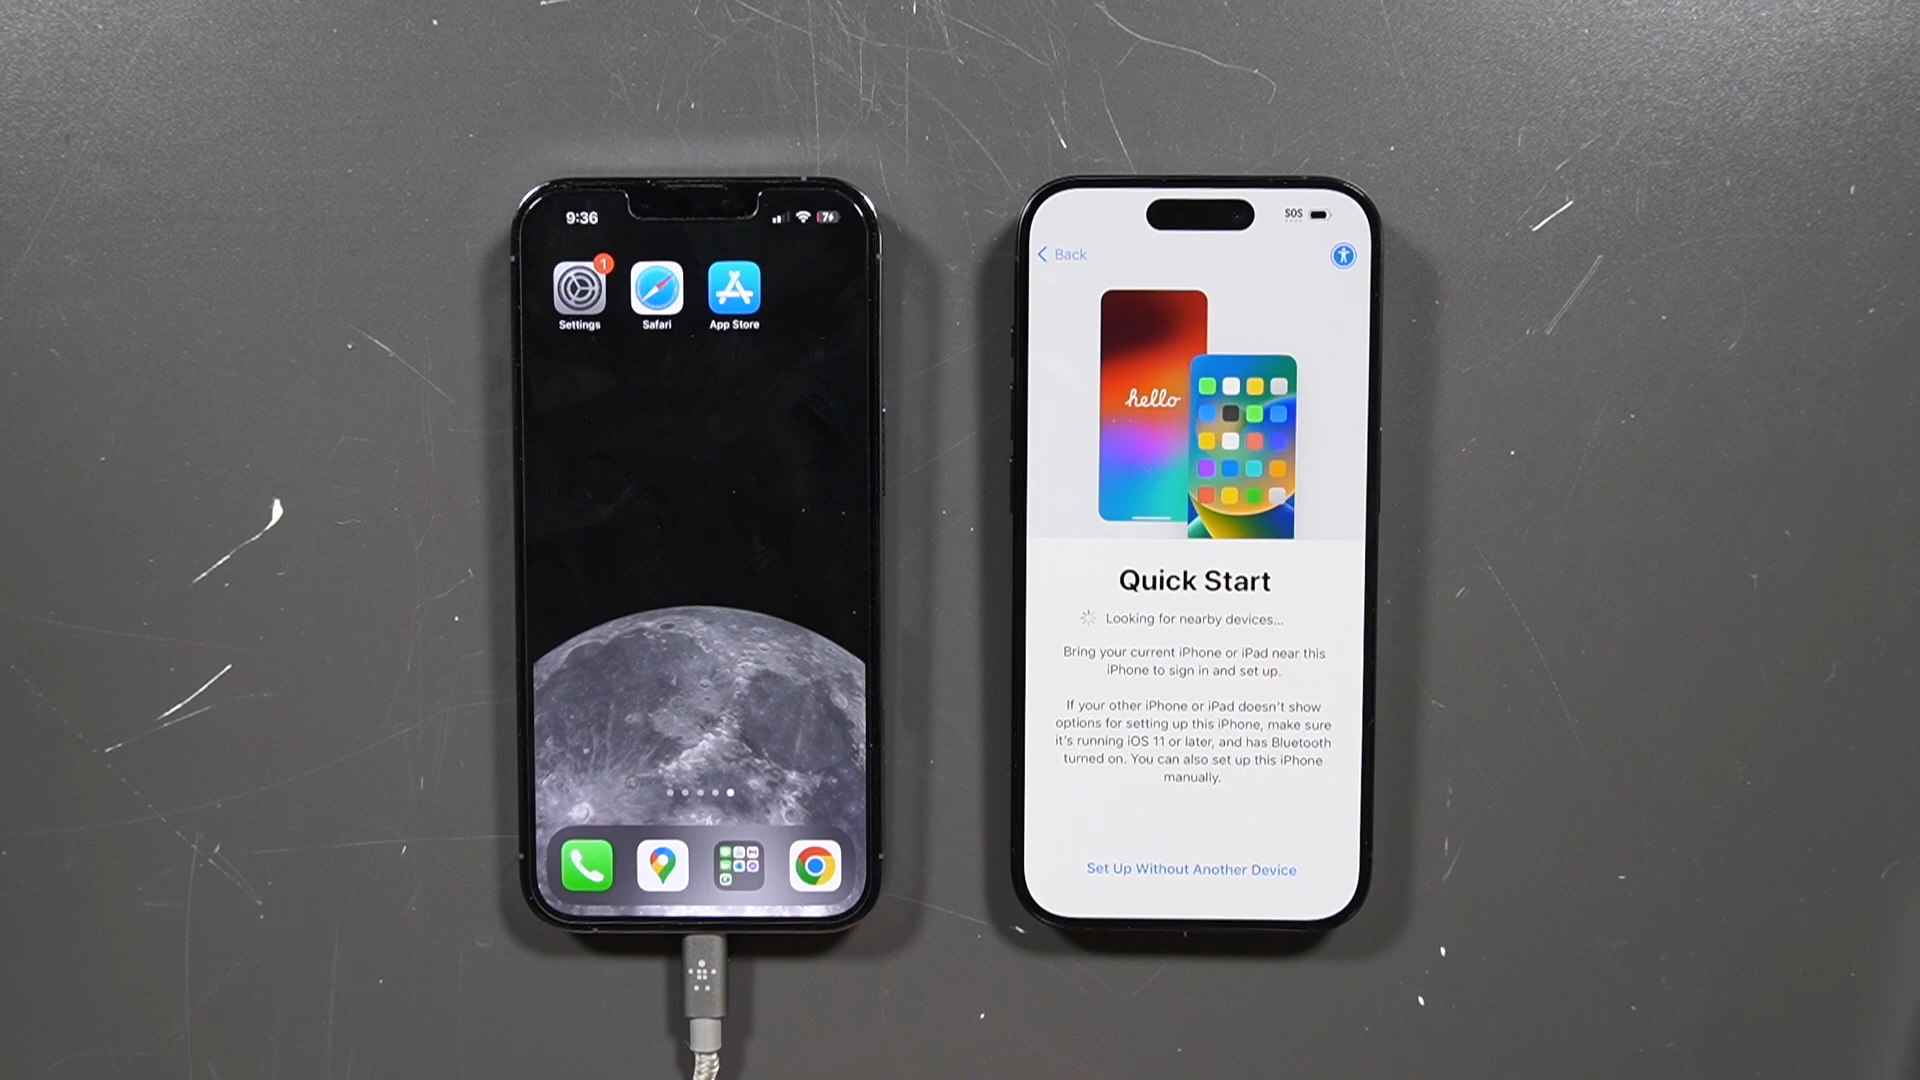 9:36
7
1
Settings
Safari
App Store
SOS
Back
hello
Quick Start
Looking for nearby devices...
Bring your current iPhone or iPad near this
iPhone to sign in and set up.
If your other iPhone or iPad doesn't show
options for setting up this iPhone, make sure
it's running iOS 11 or later, and has Bluetooth
turned on. You can also set up this iPhone
manually.
Set Up Without Another Device